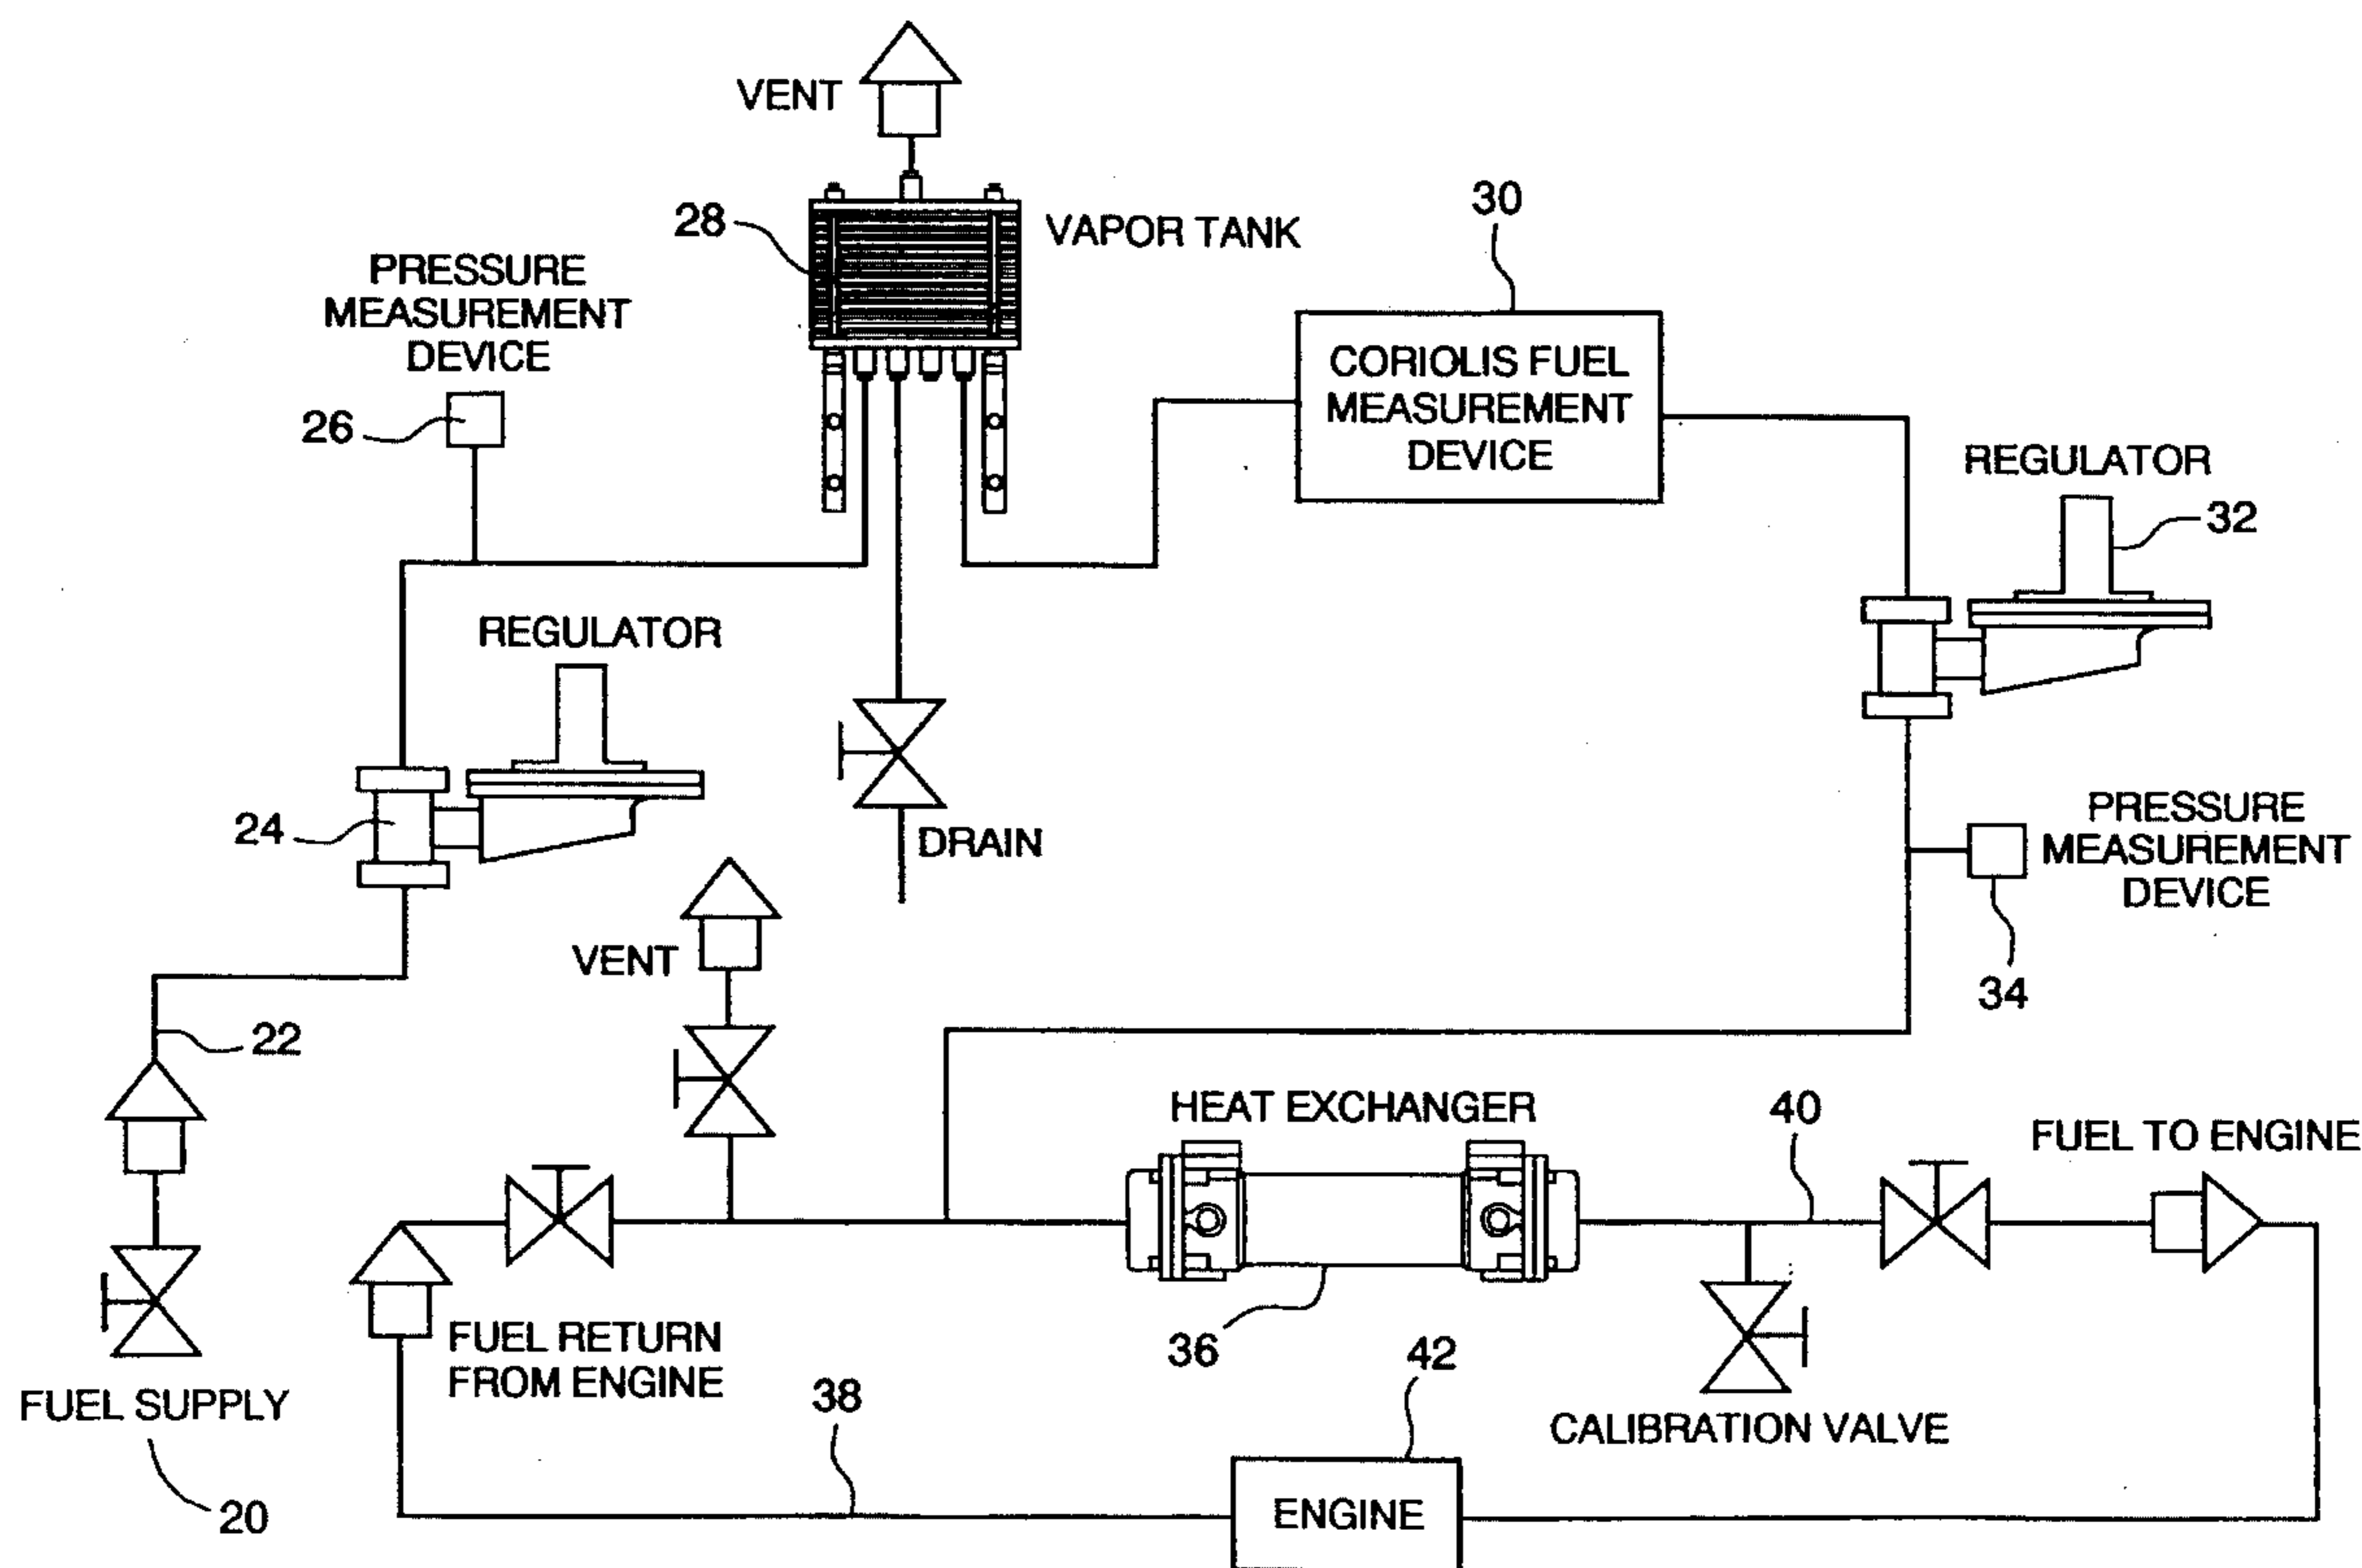 VENT
28
VAPOR TANK
30
PRESSURE
MEASUREMENT
DEVICE
26
CORIOLIS FUEL
MEASUREMENT
DEVICE
REGULATOR
32
REGULATOR
24
DRAIN
PRESSURE
MEASUREMENT
DEVICE
34
VENT
22
HEAT EXCHANGER
40
FUEL TO ENGINE
FUEL RETURN
FROM ENGINE
36
42
FUEL SUPPLY
20
38
CALIBRATION VALVE
ENGINE